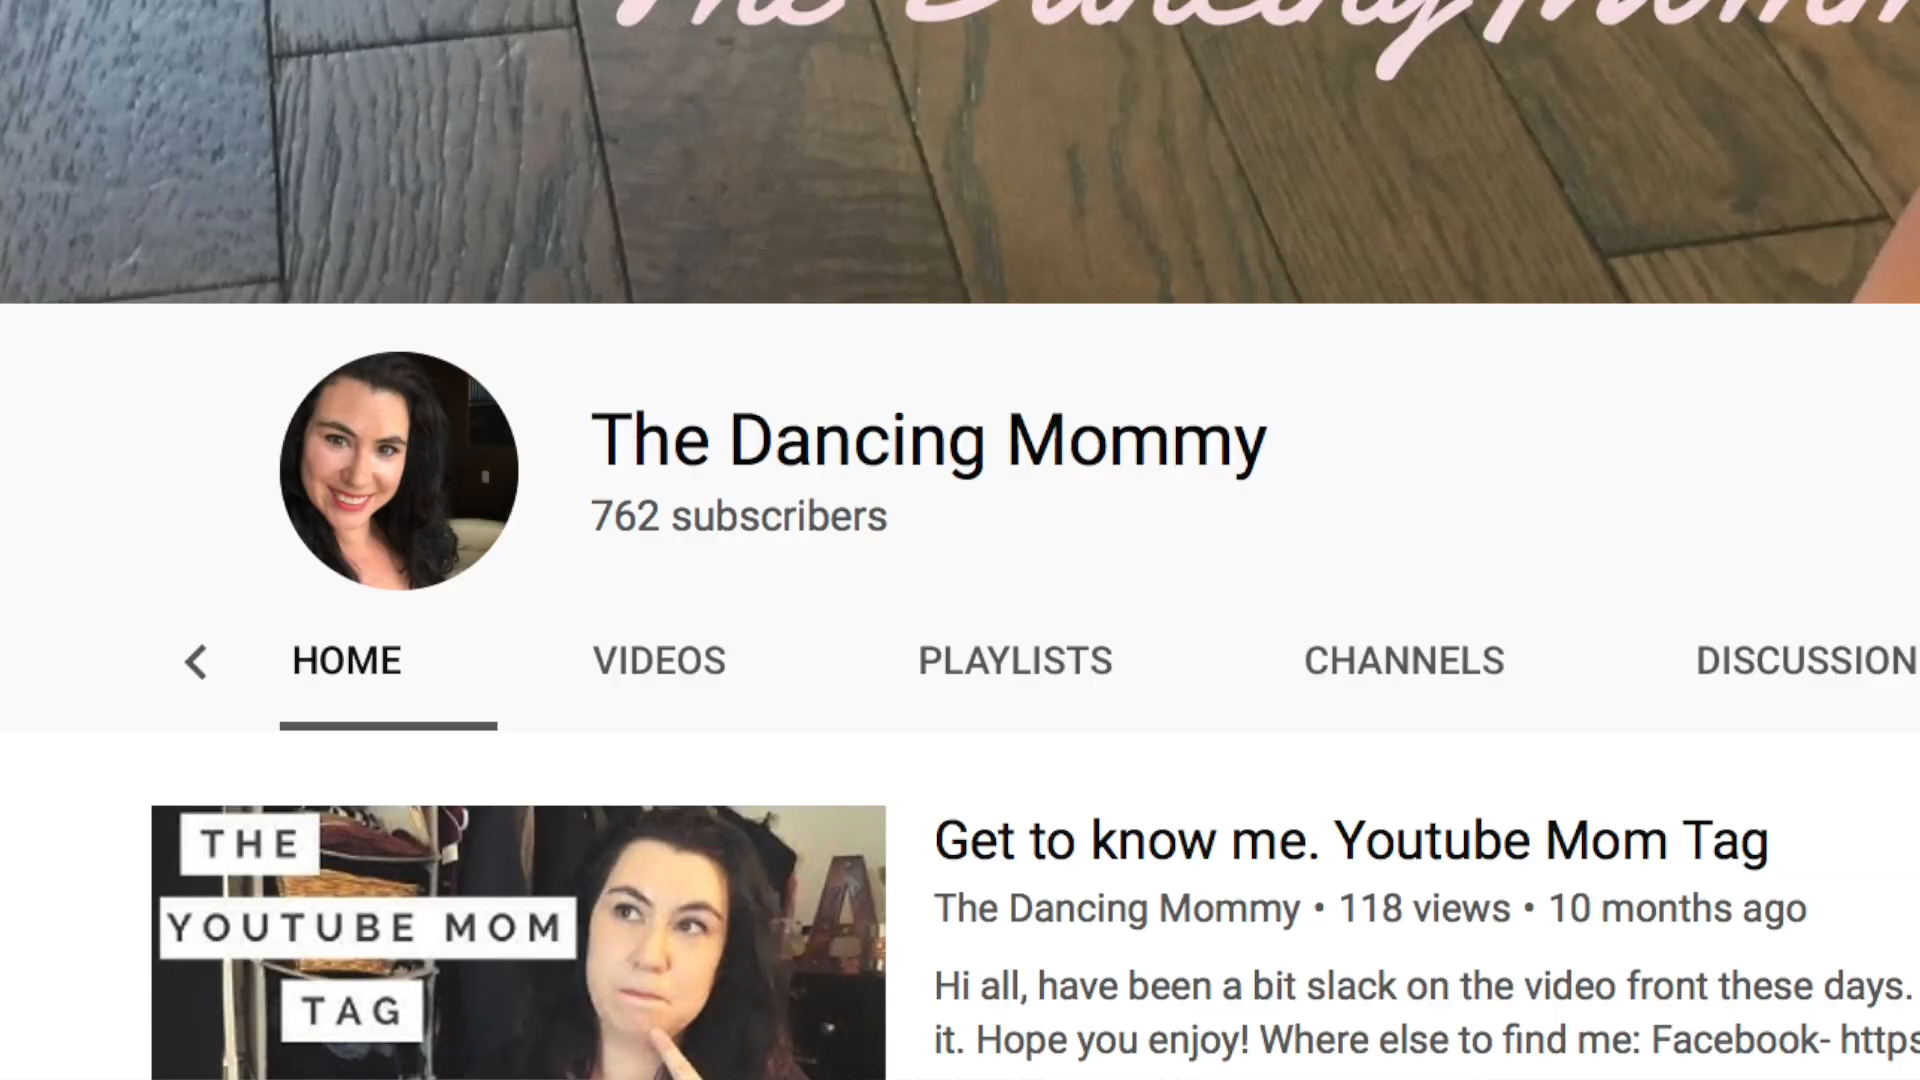 The Dancing Mommy
762 subscribers
HOME VIDEOS PLAYLISTS CHANNELS DISCUSSION
THE
YOUTUBE MOM
TAG
Get to know me. Youtube Mom Tag
The Dancing Mommy • 118 views • 10 months ago
Hi all, have been a bit slack on the video front these days.
it. Hope you enjoy! Where else to find me: Facebook- https